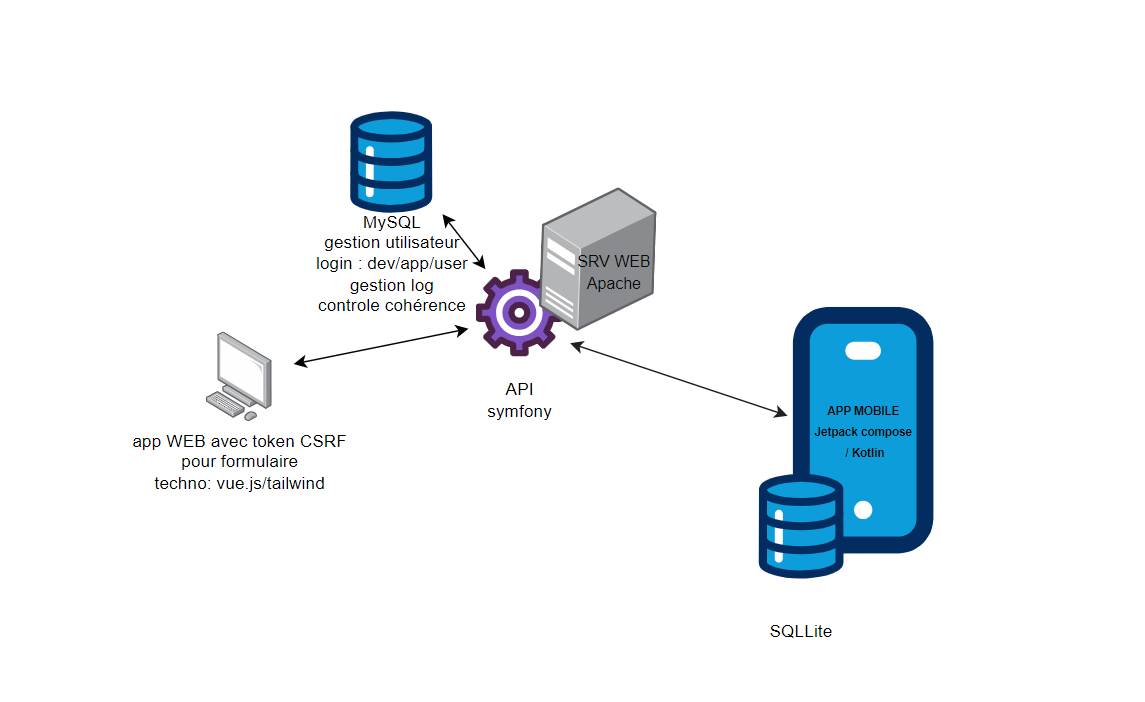 MySQL
gestion utilisateur
login : dev/app/user
gestion log
controle cohérence
SRV WEB
Apache
API
symfony
app WEB avec token CSRF
pour formulaire
techno: vue.js/tailwind
APP MOBILE
Jetpack compose
/ Kotlin
SQLLite